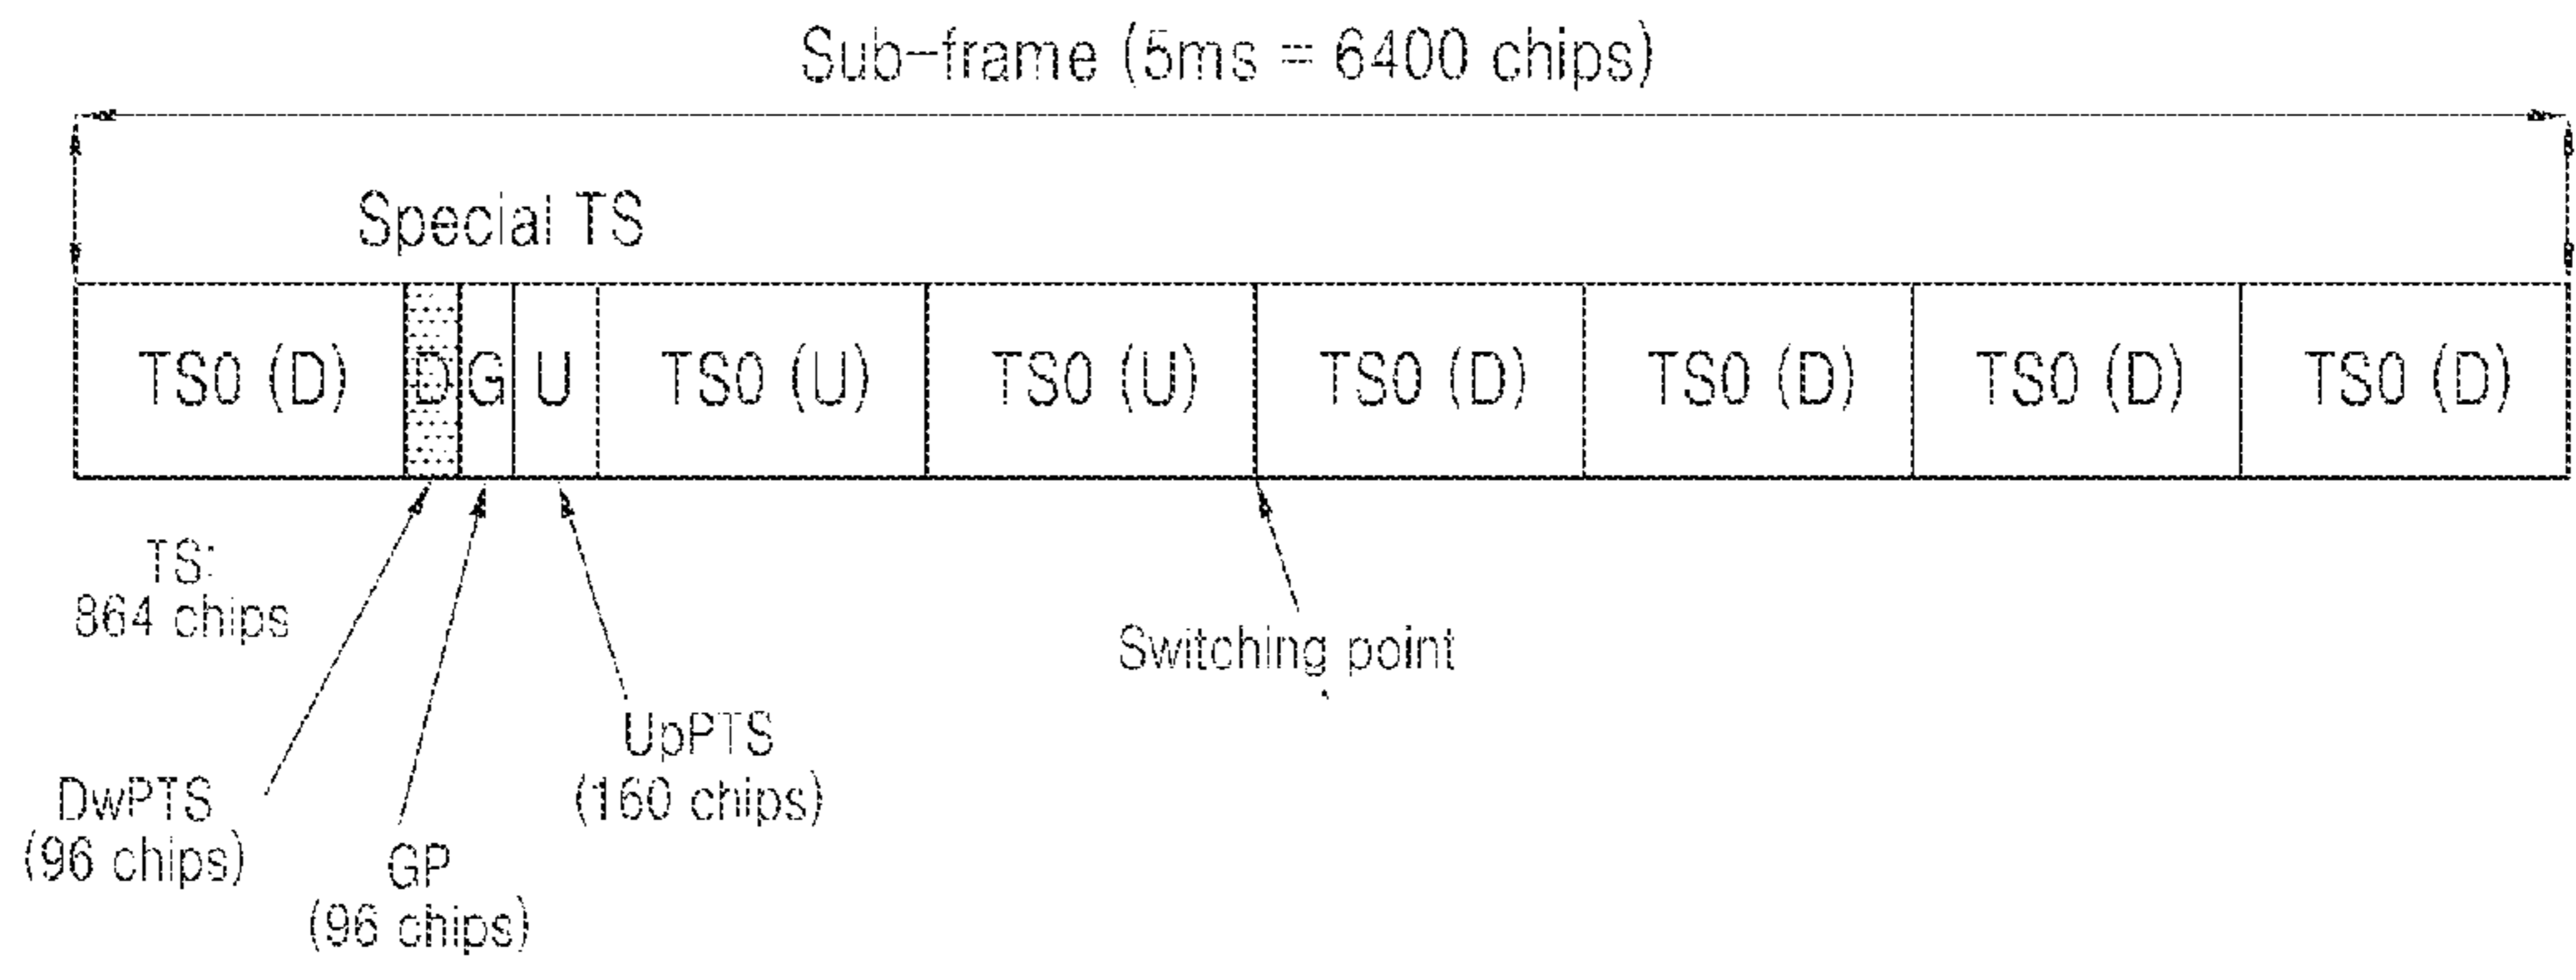 Sub-frame (5ms = 6400 chips)
Special TS
TS0 (D) D G U TS0 (U) TS0 (U) TS0 (D) TS0 (D) TS0 (D) TS0 (D)
TS:
864 chips
Switching point
UpPTS
(160 chips)
DwPTS
(96 chips)
GP
(96 chips)